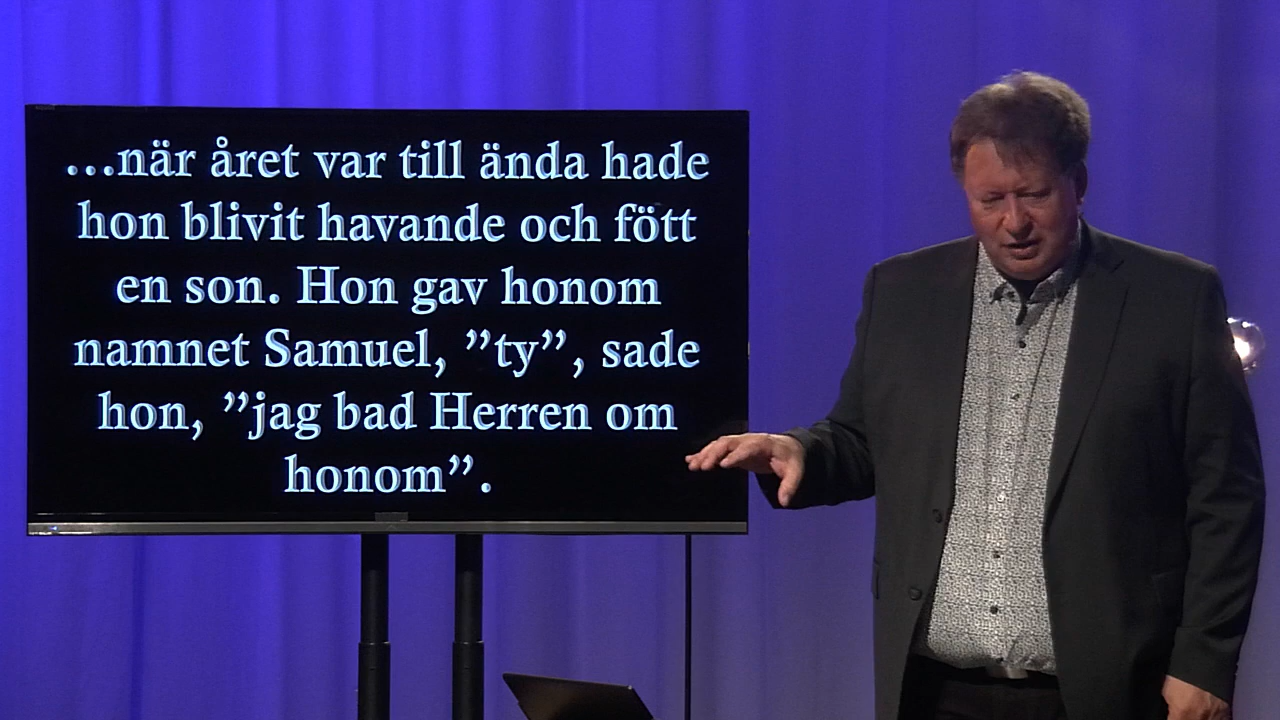 ...när året var till ända hade
hon blivit havande och fött
en son. Hon gav honom
namnet Samuel, ”ty”, sade
hon, ”jag bad Herren om
honom”.